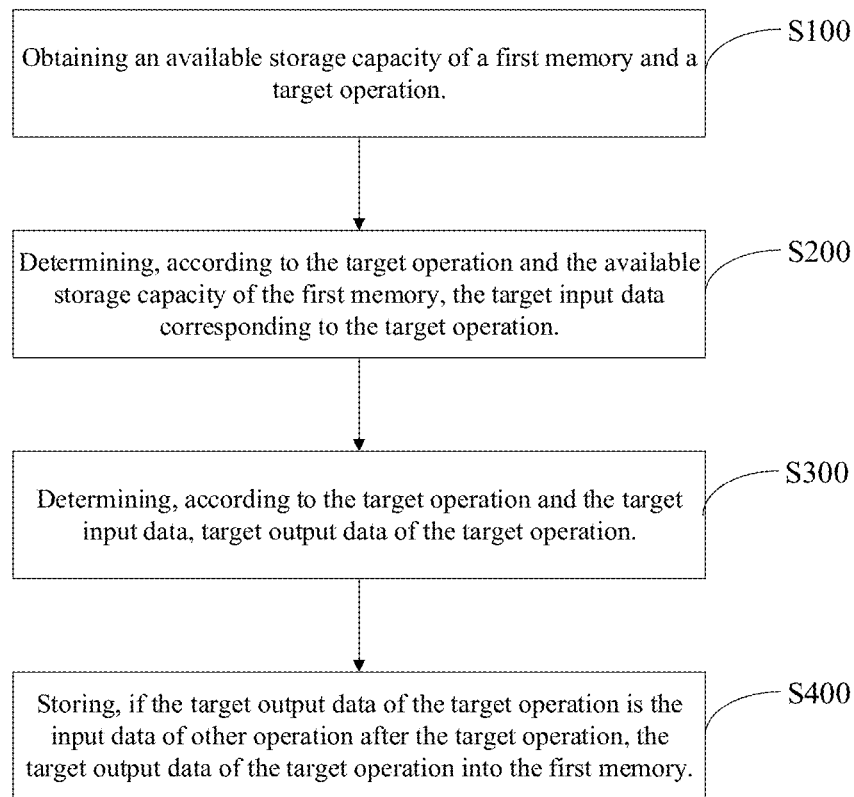 S100
Obtaining an available storage capacity of a first memory and a
target operation.
S200
Determining, according to the target operation and the available
storage capacity of the first memory, the target input data
corresponding to the target operation.
S300
Determining, according to the target operation and the target
input data, target output data of the target operation.
S400
Storing, if the target output data of the target operation is the
input data of other operation after the target operation, the
target output data of the target operation into the first memory.